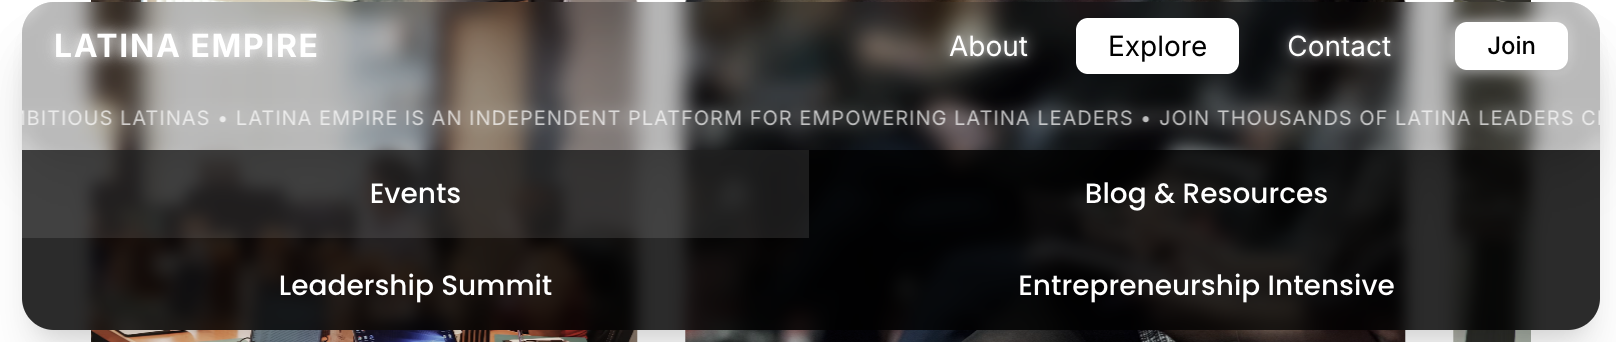 LATINA EMPIRE
About
Explore
Contact
Join
LATINAS • LATINA EMPIRE IS AN INDEPENDENT PLATFORM FOR EMPOWERING LATINA LEADERS • JOIN THOUSANDS OF LATINA LEADERS
Events
Blog & Resources
Leadership Summit
Entrepreneurship Intensive